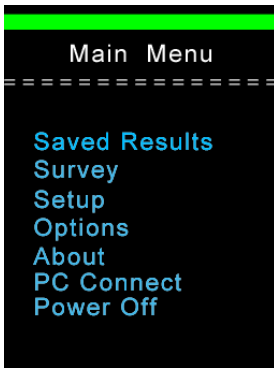 Main Menu
==================
Saved Results
Survey
Setup
Options
About
PC Connect
Power Off